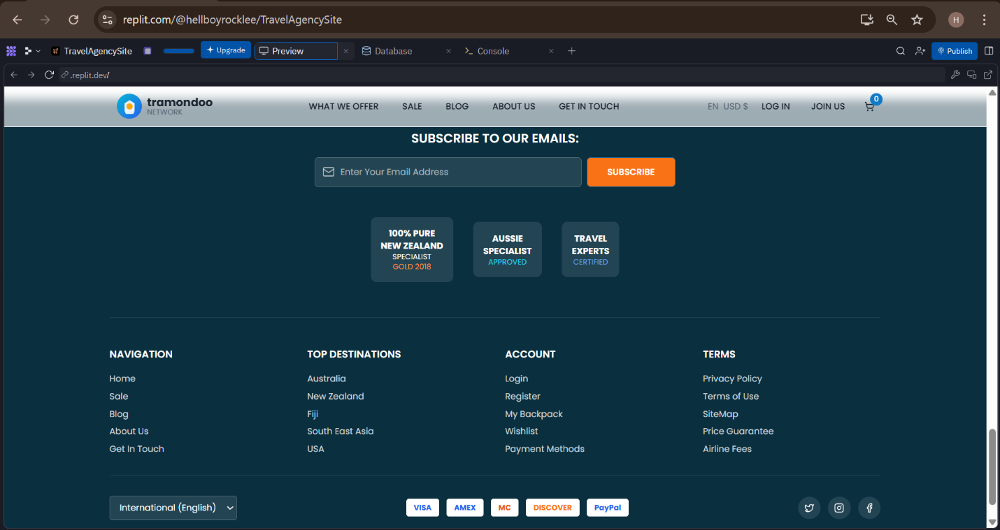 replit.com/@hellboyrocklee/TravelAgencySite
H
TravelAgencySite
Upgrade
Preview
Database
Console
Publish
.replit.dev/
tramondoo
NETWORK
WHAT WE OFFER
SALE
BLOG
ABOUT US
GET IN TOUCH
EN USD $
LOG IN
JOIN US
0
SUBSCRIBE TO OUR EMAILS:
Enter Your Email Address
SUBSCRIBE
100% PURE
NEW ZEALAND
SPECIALIST
GOLD 2018
AUSSIE
SPECIALIST
APPROVED
TRAVEL
EXPERTS
CERTIFIED
NAVIGATION
Home
Sale
Blog
About Us
Get In Touch
TOP DESTINATIONS
Australia
New Zealand
Fiji
South East Asia
USA
ACCOUNT
Login
Register
My Backpack
Wishlist
Payment Methods
TERMS
Privacy Policy
Terms of Use
SiteMap
Price Guarantee
Airline Fees
International (English)
VISA
AMEX
MC
DISCOVER
PayPal